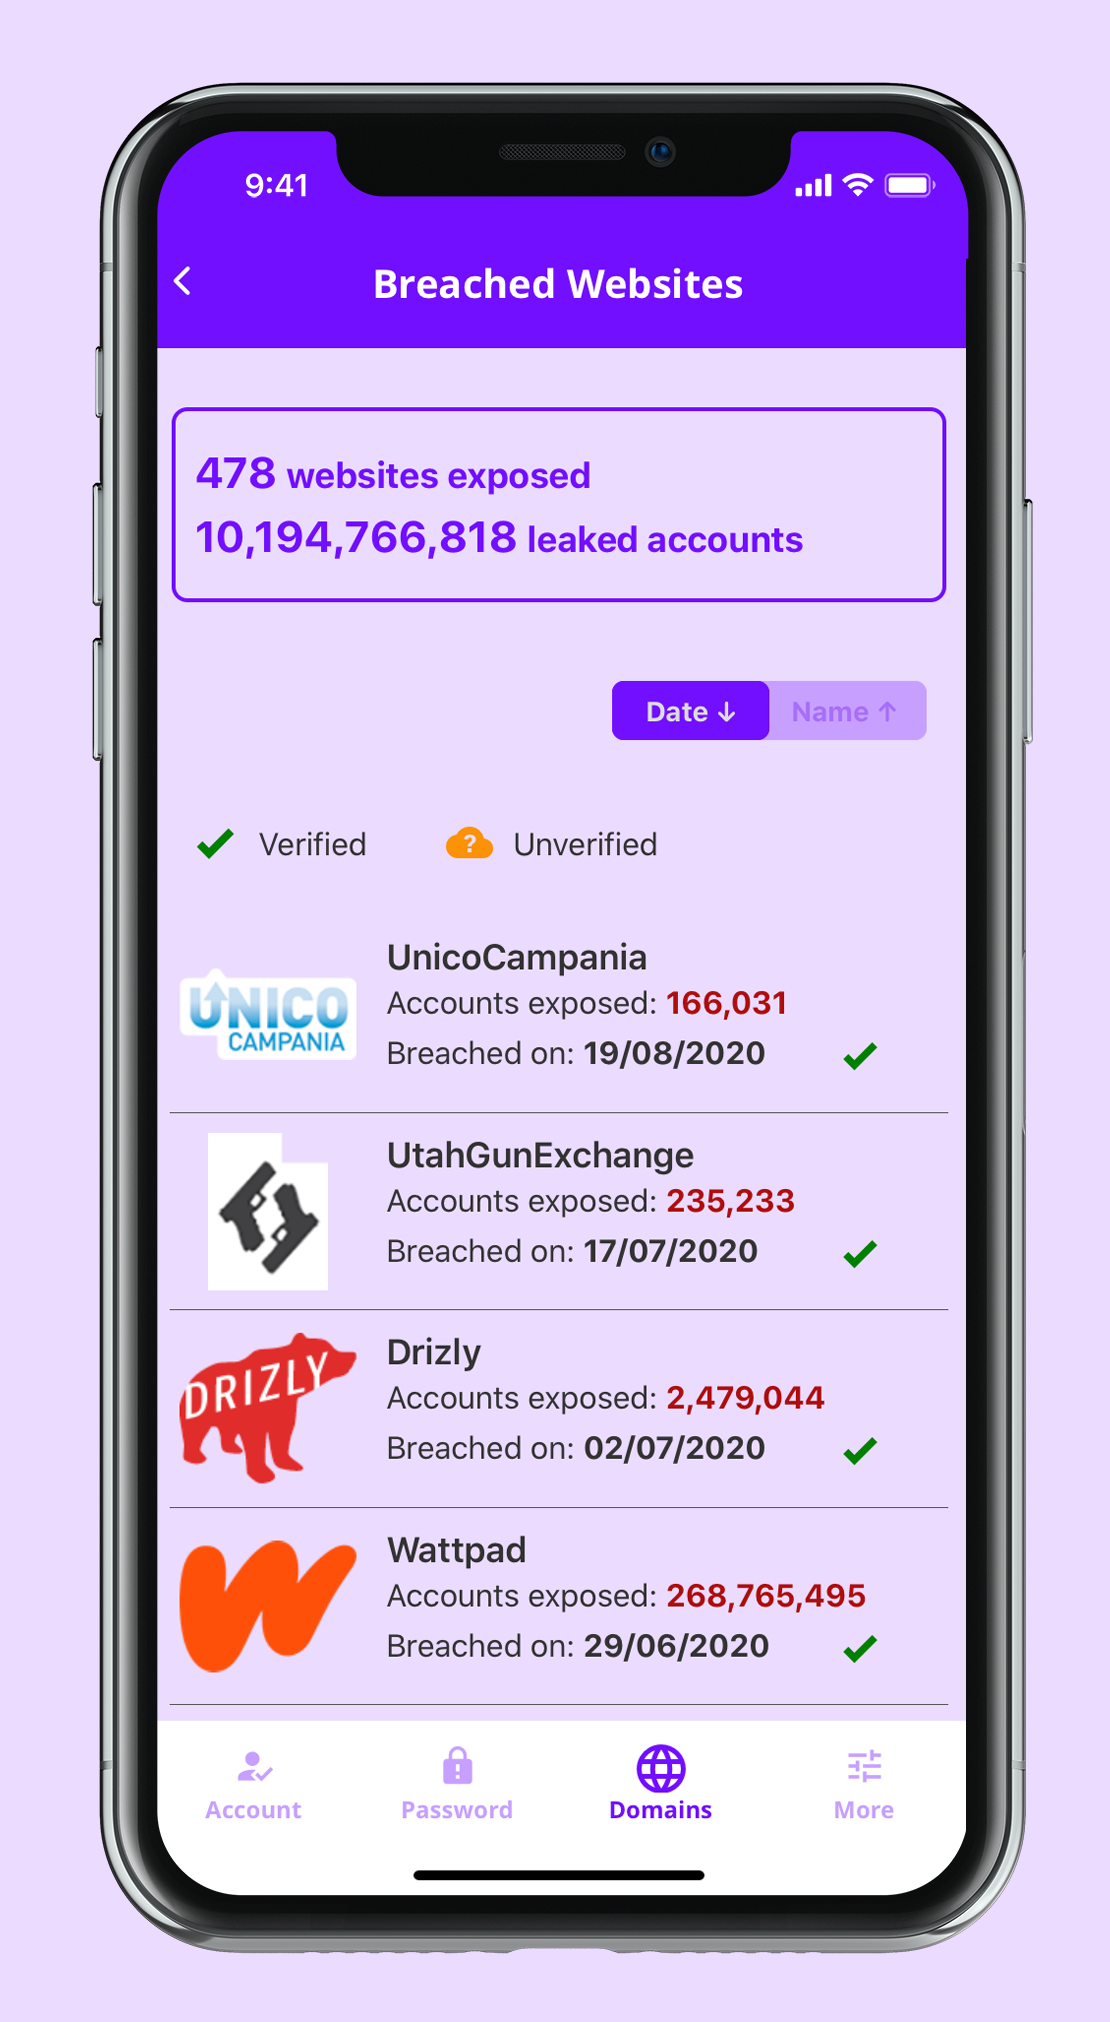 9:41
Breached Websites
478 websites exposed
10,194,766,818 leaked accounts
Date ↓ Name ↑
Verified ? Unverified
UNICO
CAMPANIA
UnicoCampania
Accounts exposed: 166,031
Breached on: 19/08/2020
UtahGunExchange
Accounts exposed: 235,233
Breached on: 17/07/2020
DRIZLY
Drizly
Accounts exposed: 2,479,044
Breached on: 02/07/2020
Wattpad
Accounts exposed: 268,765,495
Breached on: 29/06/2020
Account Password Domains More